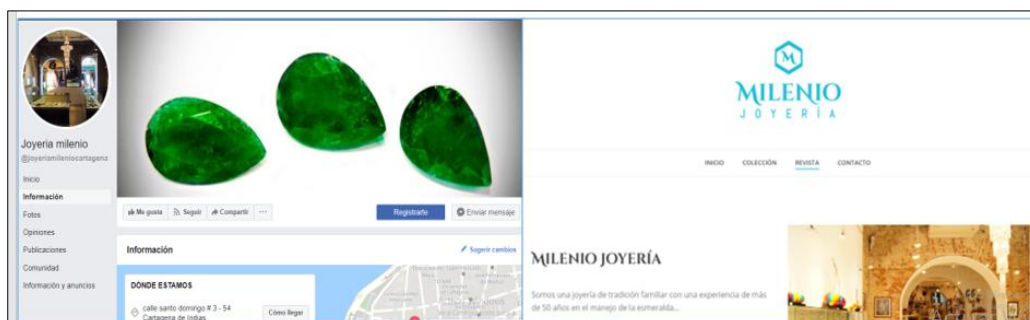 Joyeria milenio
@joyeriamileniocartagena
Inicio
Información
Fotos
Opiniones
Publicaciones
Comunidad
Información y anuncios
Me gusta Seguir Compartir ...
Registrarte
Enviar mensaje
Información
Sugerir cambios
DÓNDE ESTAMOS
calle santo domingo # 3 - 54
Cartagena de Indias
Cómo llegar
M
MILENIO
JOYERÍA
INICIO COLECCIÓN REVISTA CONTACTO
MILENIO JOYERÍA
Somos una joyería de tradición familiar con una experiencia de más
de 50 años en el manejo de la esmeralda...